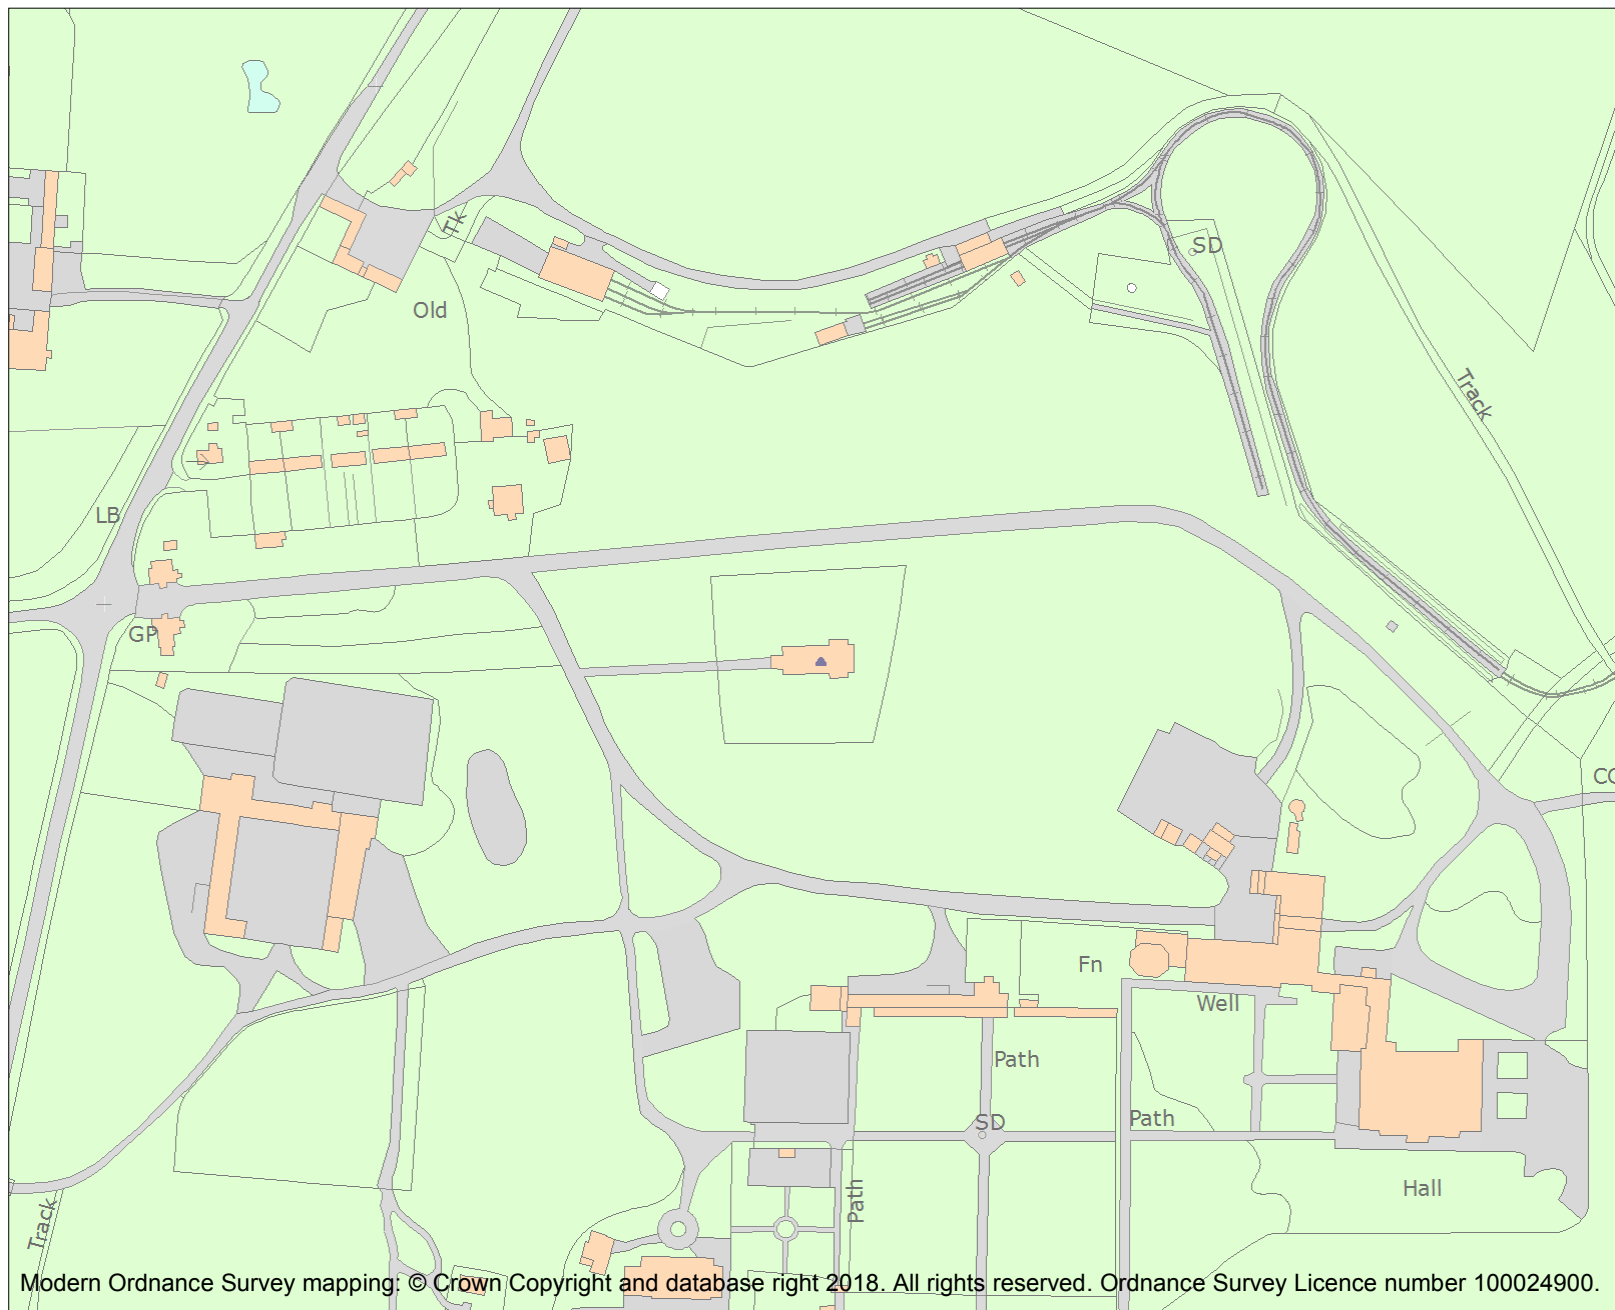 Tk
SD
Old
Track
LB
GP
CG
Fn
Well
Path
SD
Path
Path
Hall
Track
Modern Ordnance Survey mapping: © Crown Copyright and database right 2018. All rights reserved. Ordnance Survey Licence number 100024900.